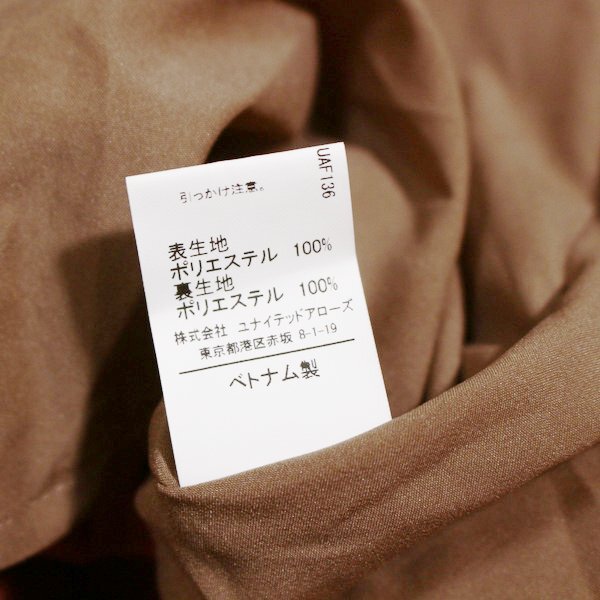 UAF136
引っかけ注意。
表生地
ポリエステル 100%
裏生地
ポリエステル 100%
株式会社 ユナイテッドアローズ
東京都港区赤坂 8-1-19
ベトナム製